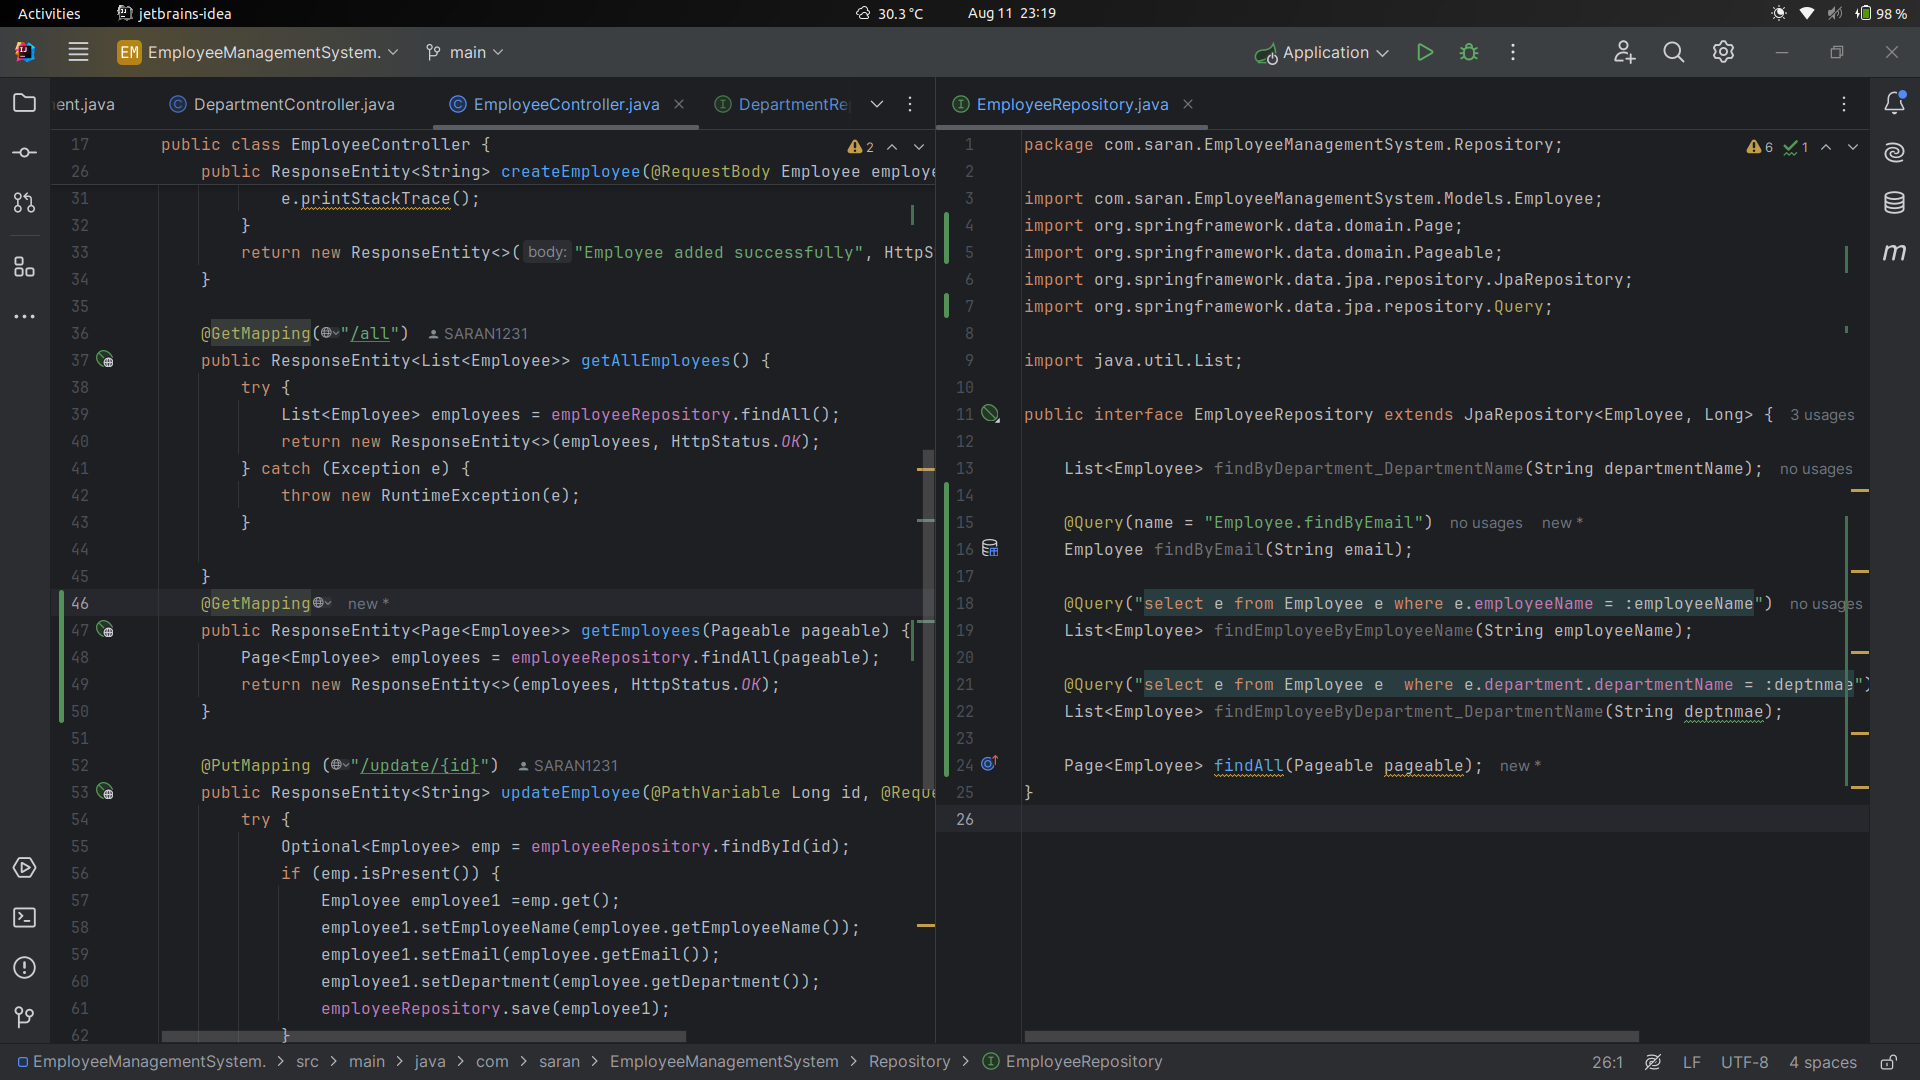 Activities jetbrains-idea 30.3 °C Aug 11 23:19 98 %
EM EmployeeManagementSystem. main Application
ent.java DepartmentController.java EmployeeController.java DepartmentRe EmployeeRepository.java
17 public class EmployeeController { 2
26 public ResponseEntity<String> createEmployee(@RequestBody Employee employe
31 e.printStackTrace();
32 }
33 return new ResponseEntity<>( body: "Employee added successfully", HttpS
34 }
35
36 @GetMapping("/all") SARAN1231
37 public ResponseEntity<List<Employee>> getAllEmployees() {
38 try {
39 List<Employee> employees = employeeRepository.findAll();
40 return new ResponseEntity<>(employees, HttpStatus.OK);
41 } catch (Exception e) {
42 throw new RuntimeException(e);
43 }
44
45 }
46 @GetMapping new *
47 public ResponseEntity<Page<Employee>> getEmployees(Pageable pageable) {
48 Page<Employee> employees = employeeRepository.findAll(pageable);
49 return new ResponseEntity<>(employees, HttpStatus.OK);
50 }
51
52 @PutMapping ("/update/{id}") SARAN1231
53 public ResponseEntity<String> updateEmployee(@PathVariable Long id, @Reque
54 try {
55 Optional<Employee> emp = employeeRepository.findById(id);
56 if (emp.isPresent()) {
57 Employee employee1 =emp.get();
58 employee1.setEmployeeName(employee.getEmployeeName());
59 employee1.setEmail(employee.getEmail());
60 employee1.setDepartment(employee.getDepartment());
61 employeeRepository.save(employee1);
62 }
1 package com.saran.EmployeeManagementSystem.Repository; 6 1
2
3 import com.saran.EmployeeManagementSystem.Models.Employee;
4 import org.springframework.data.domain.Page;
5 import org.springframework.data.domain.Pageable;
6 import org.springframework.data.jpa.repository.JpaRepository;
7 import org.springframework.data.jpa.repository.Query;
8
9 import java.util.List;
10
11 public interface EmployeeRepository extends JpaRepository<Employee, Long> { 3 usages
12
13 List<Employee> findByDepartment_DepartmentName(String departmentName); no usages
14
15 @Query(name = "Employee.findByEmail") no usages new *
16 Employee findByEmail(String email);
17
18 @Query("select e from Employee e where e.employeeName = :employeeName") no usages
19 List<Employee> findEmployeeByEmployeeName(String employeeName);
20
21 @Query("select e from Employee e  where e.department.departmentName = :deptnmae")
22 List<Employee> findEmployeeByDepartment_DepartmentName(String deptnmae);
23
24 Page<Employee> findAll(Pageable pageable); new *
25 }
26
EmployeeManagementSystem. > src > main > java > com > saran > EmployeeManagementSystem > Repository > EmployeeRepository 26:1 LF UTF-8 4 spaces